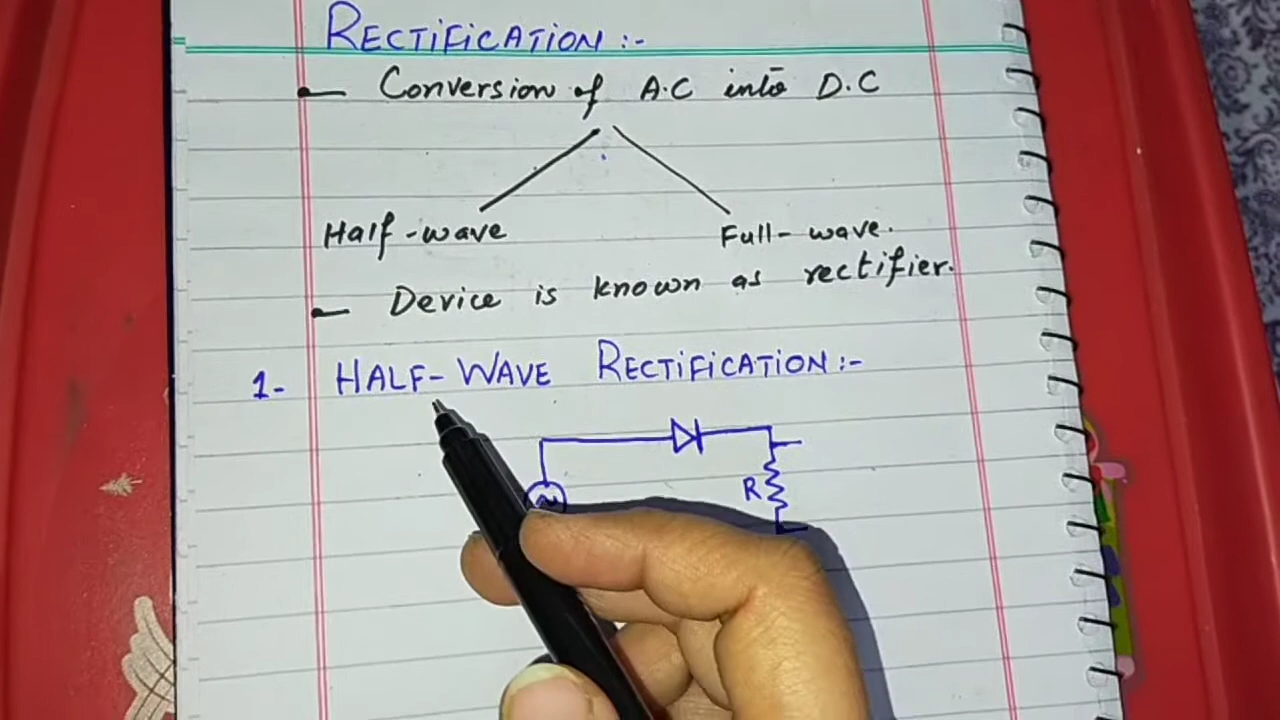 RECTIFICATION :-
- Conversion of A.C into D.C
Half-wave Full-wave.
- Device is known as rectifier.
1- HALF-WAVE RECTIFICATION :-
R